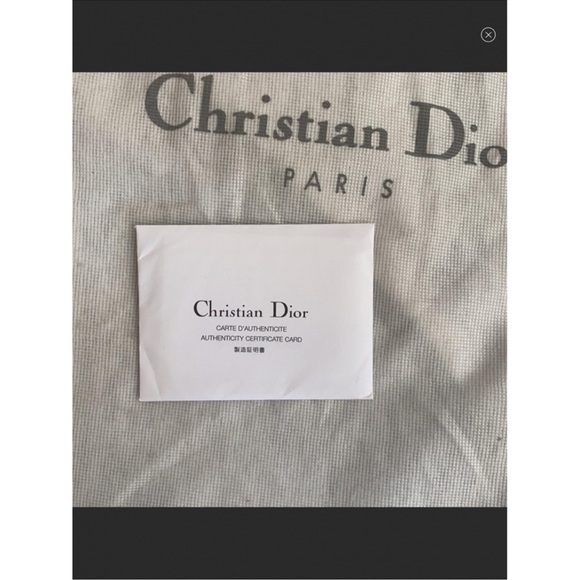 Christian Dio
PARIS
Christian Dior
CARTE D'AUTHENTICITE
AUTHENTICITY CERTIFICATE CARD
製造証明書